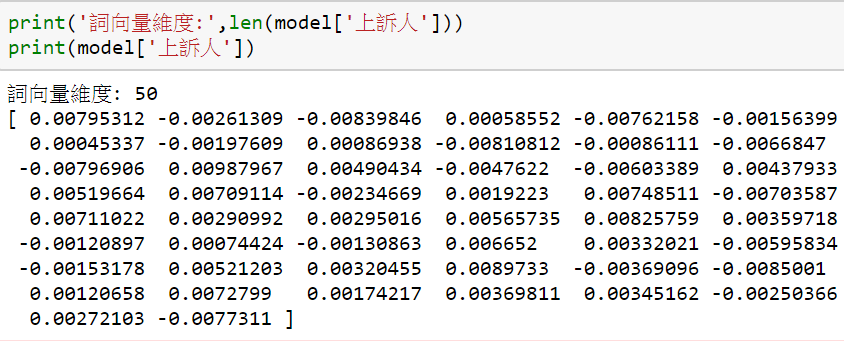 print('詞向量維度:',len(model['上訴人']))
print(model['上訴人'])
詞向量維度: 50
[ 0.00795312 -0.00261309 -0.00839846  0.00058552 -0.00762158 -0.00156399
  0.00045337 -0.00197609  0.00086938 -0.00810812 -0.00086111 -0.0066847
 -0.00796906  0.00987967  0.00490434 -0.0047622  -0.00603389  0.00437933
  0.00519664  0.00709114 -0.00234669  0.0019223   0.00748511 -0.00703587
  0.00711022  0.00290992  0.00295016  0.00565735  0.00825759  0.00359718
 -0.00120897  0.00074424 -0.00130863  0.006652    0.00332021 -0.00595834
 -0.00153178  0.00521203  0.00320455  0.0089733  -0.00369096 -0.0085001
  0.00120658  0.0072799   0.00174217  0.00369811  0.00345162 -0.00250366
  0.00272103 -0.0077311 ]